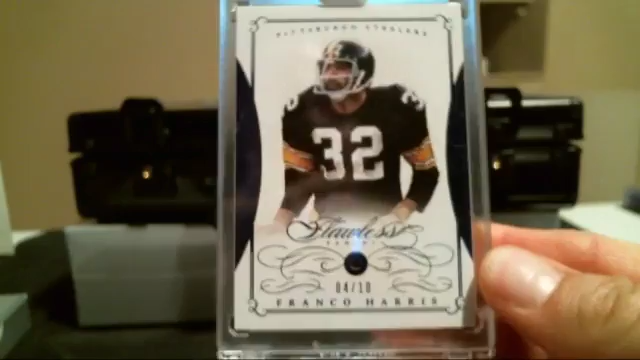 PITTSBURGH STEELERS
32
Flawless
04/10
FRANCO HARRIS